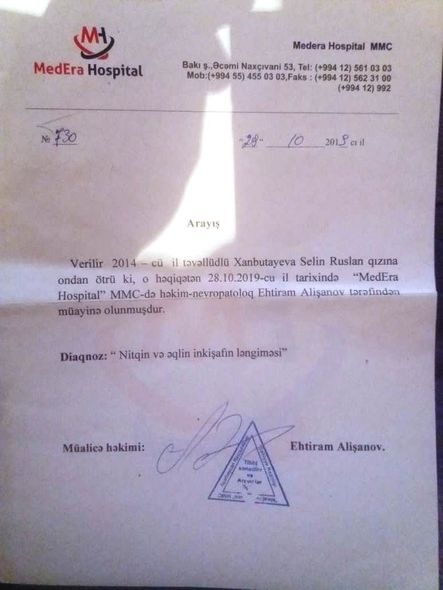 MH
MedEra Hospital
Medera Hospital MMC
Bakı ş.,Əcəmi Naxçıvani 53, Tel: (+994 12) 561 03 03
Mob:(+994 55) 455 03 03,Faks : (+994 12) 562 31 00
(+994 12) 992
№ 730
"28" 10 2019 cu il
Arayış
Verilir 2014 – cü il təvəllüdlü Xanbutayeva Selin Ruslan qızına
ondan ötrü ki, o həqiqətən 28.10.2019-cu il tarixində “MedEra
Hospital” MMC-də həkim-nevropatoloq Ehtiram Alişanov tərəfindən
müayinə olunmuşdur.
Diaqnoz: “ Nitqin və əqlin inkişafın ləngiməsi”
Müalicə həkimi: Ehtiram Alişanov.
Tibbi
sənədlər
və